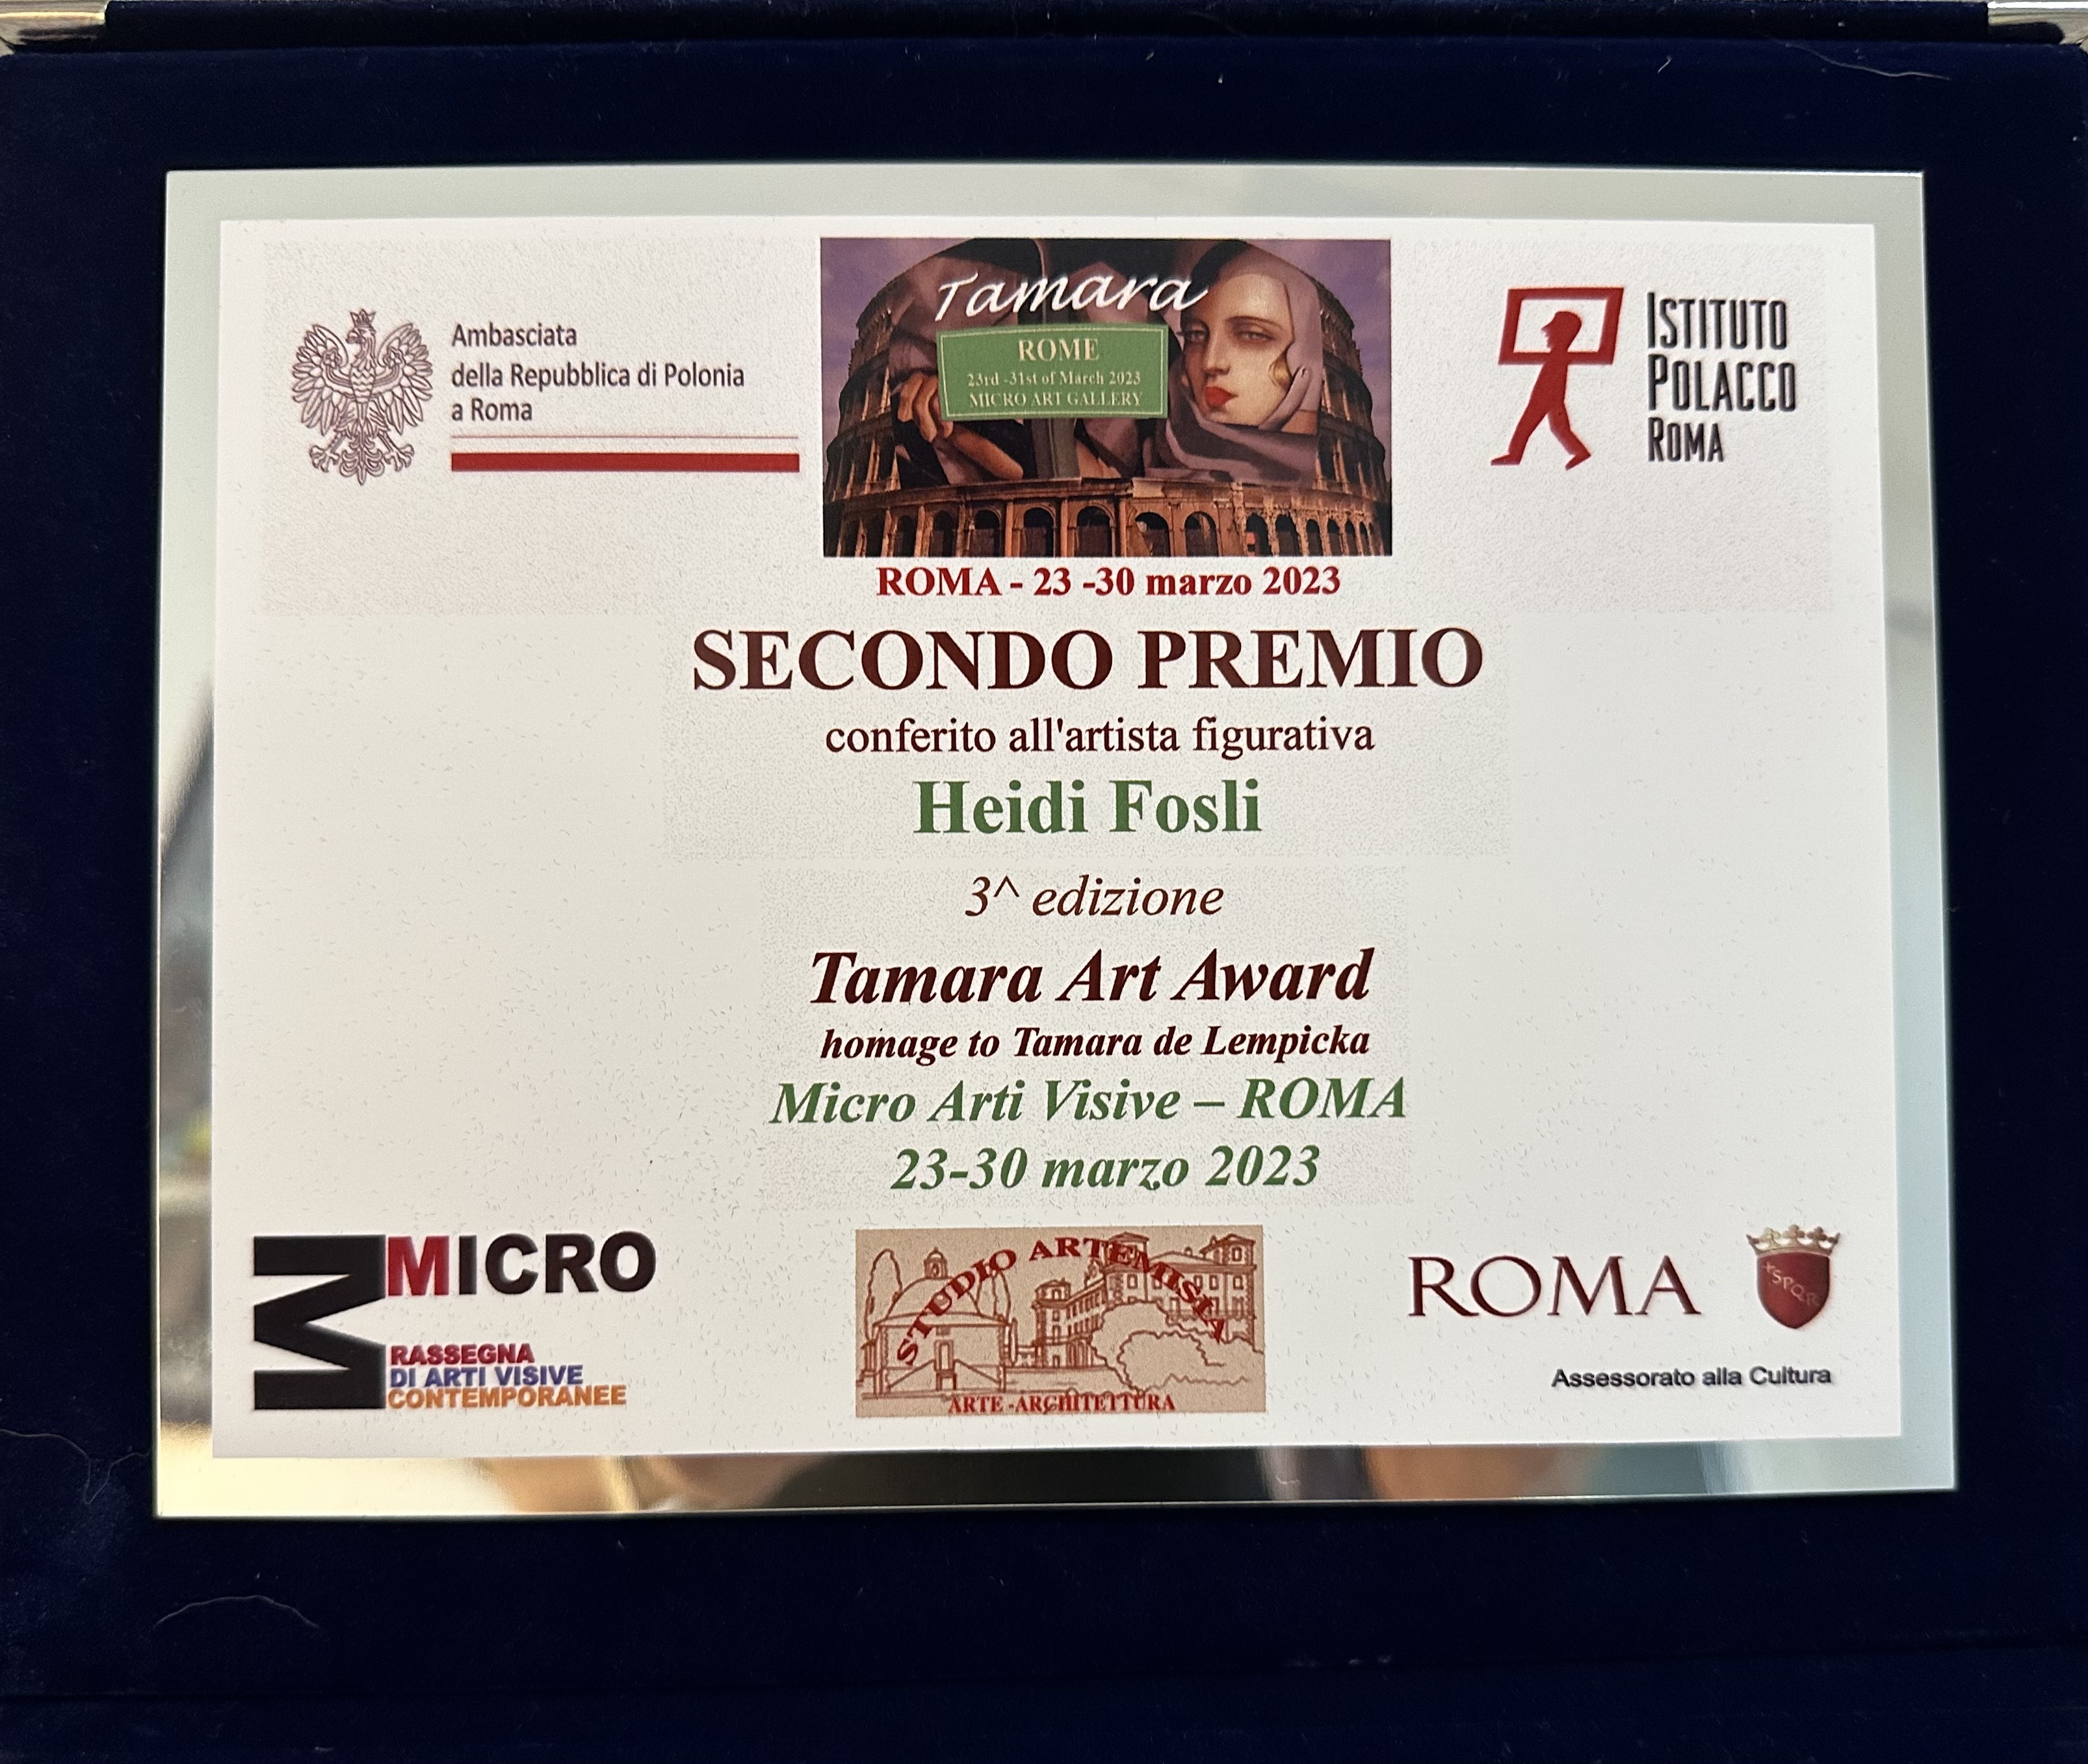 Ambasciata
della Repubblica di Polonia
a Roma
Tamara
ROME
23rd -31st of March 2023
MICRO ART GALLERY
ISTITUTO
POLACCO
ROMA
ROMA - 23 -30 marzo 2023
SECONDO PREMIO
conferito all'artista figurativa
Heidi Fosli
3^ edizione
Tamara Art Award
homage to Tamara de Lempicka
Micro Arti Visive – ROMA
23-30 marzo 2023
M
MICRO
RASSEGNA
DI ARTI VISIVE
CONTEMPORANEE
STUDIO ARTEMISIA
ARTE -ARCHITETTURA
ROMA
SPQR
Assessorato alla Cultura